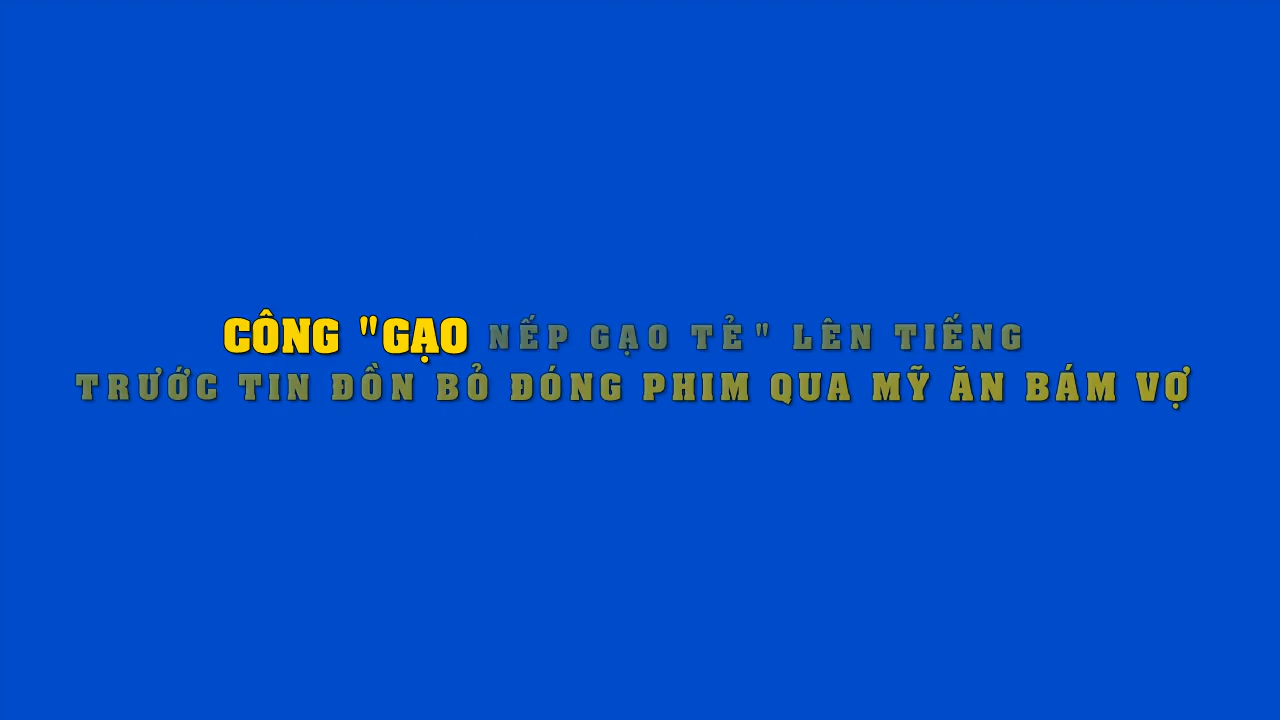 CÔNG "GẠO NẾP GẠO TẺ" LÊN TIẾNG
TRƯỚC TIN ĐỒN BỎ ĐÓNG PHIM QUA MỸ ĂN BÁM VỢ